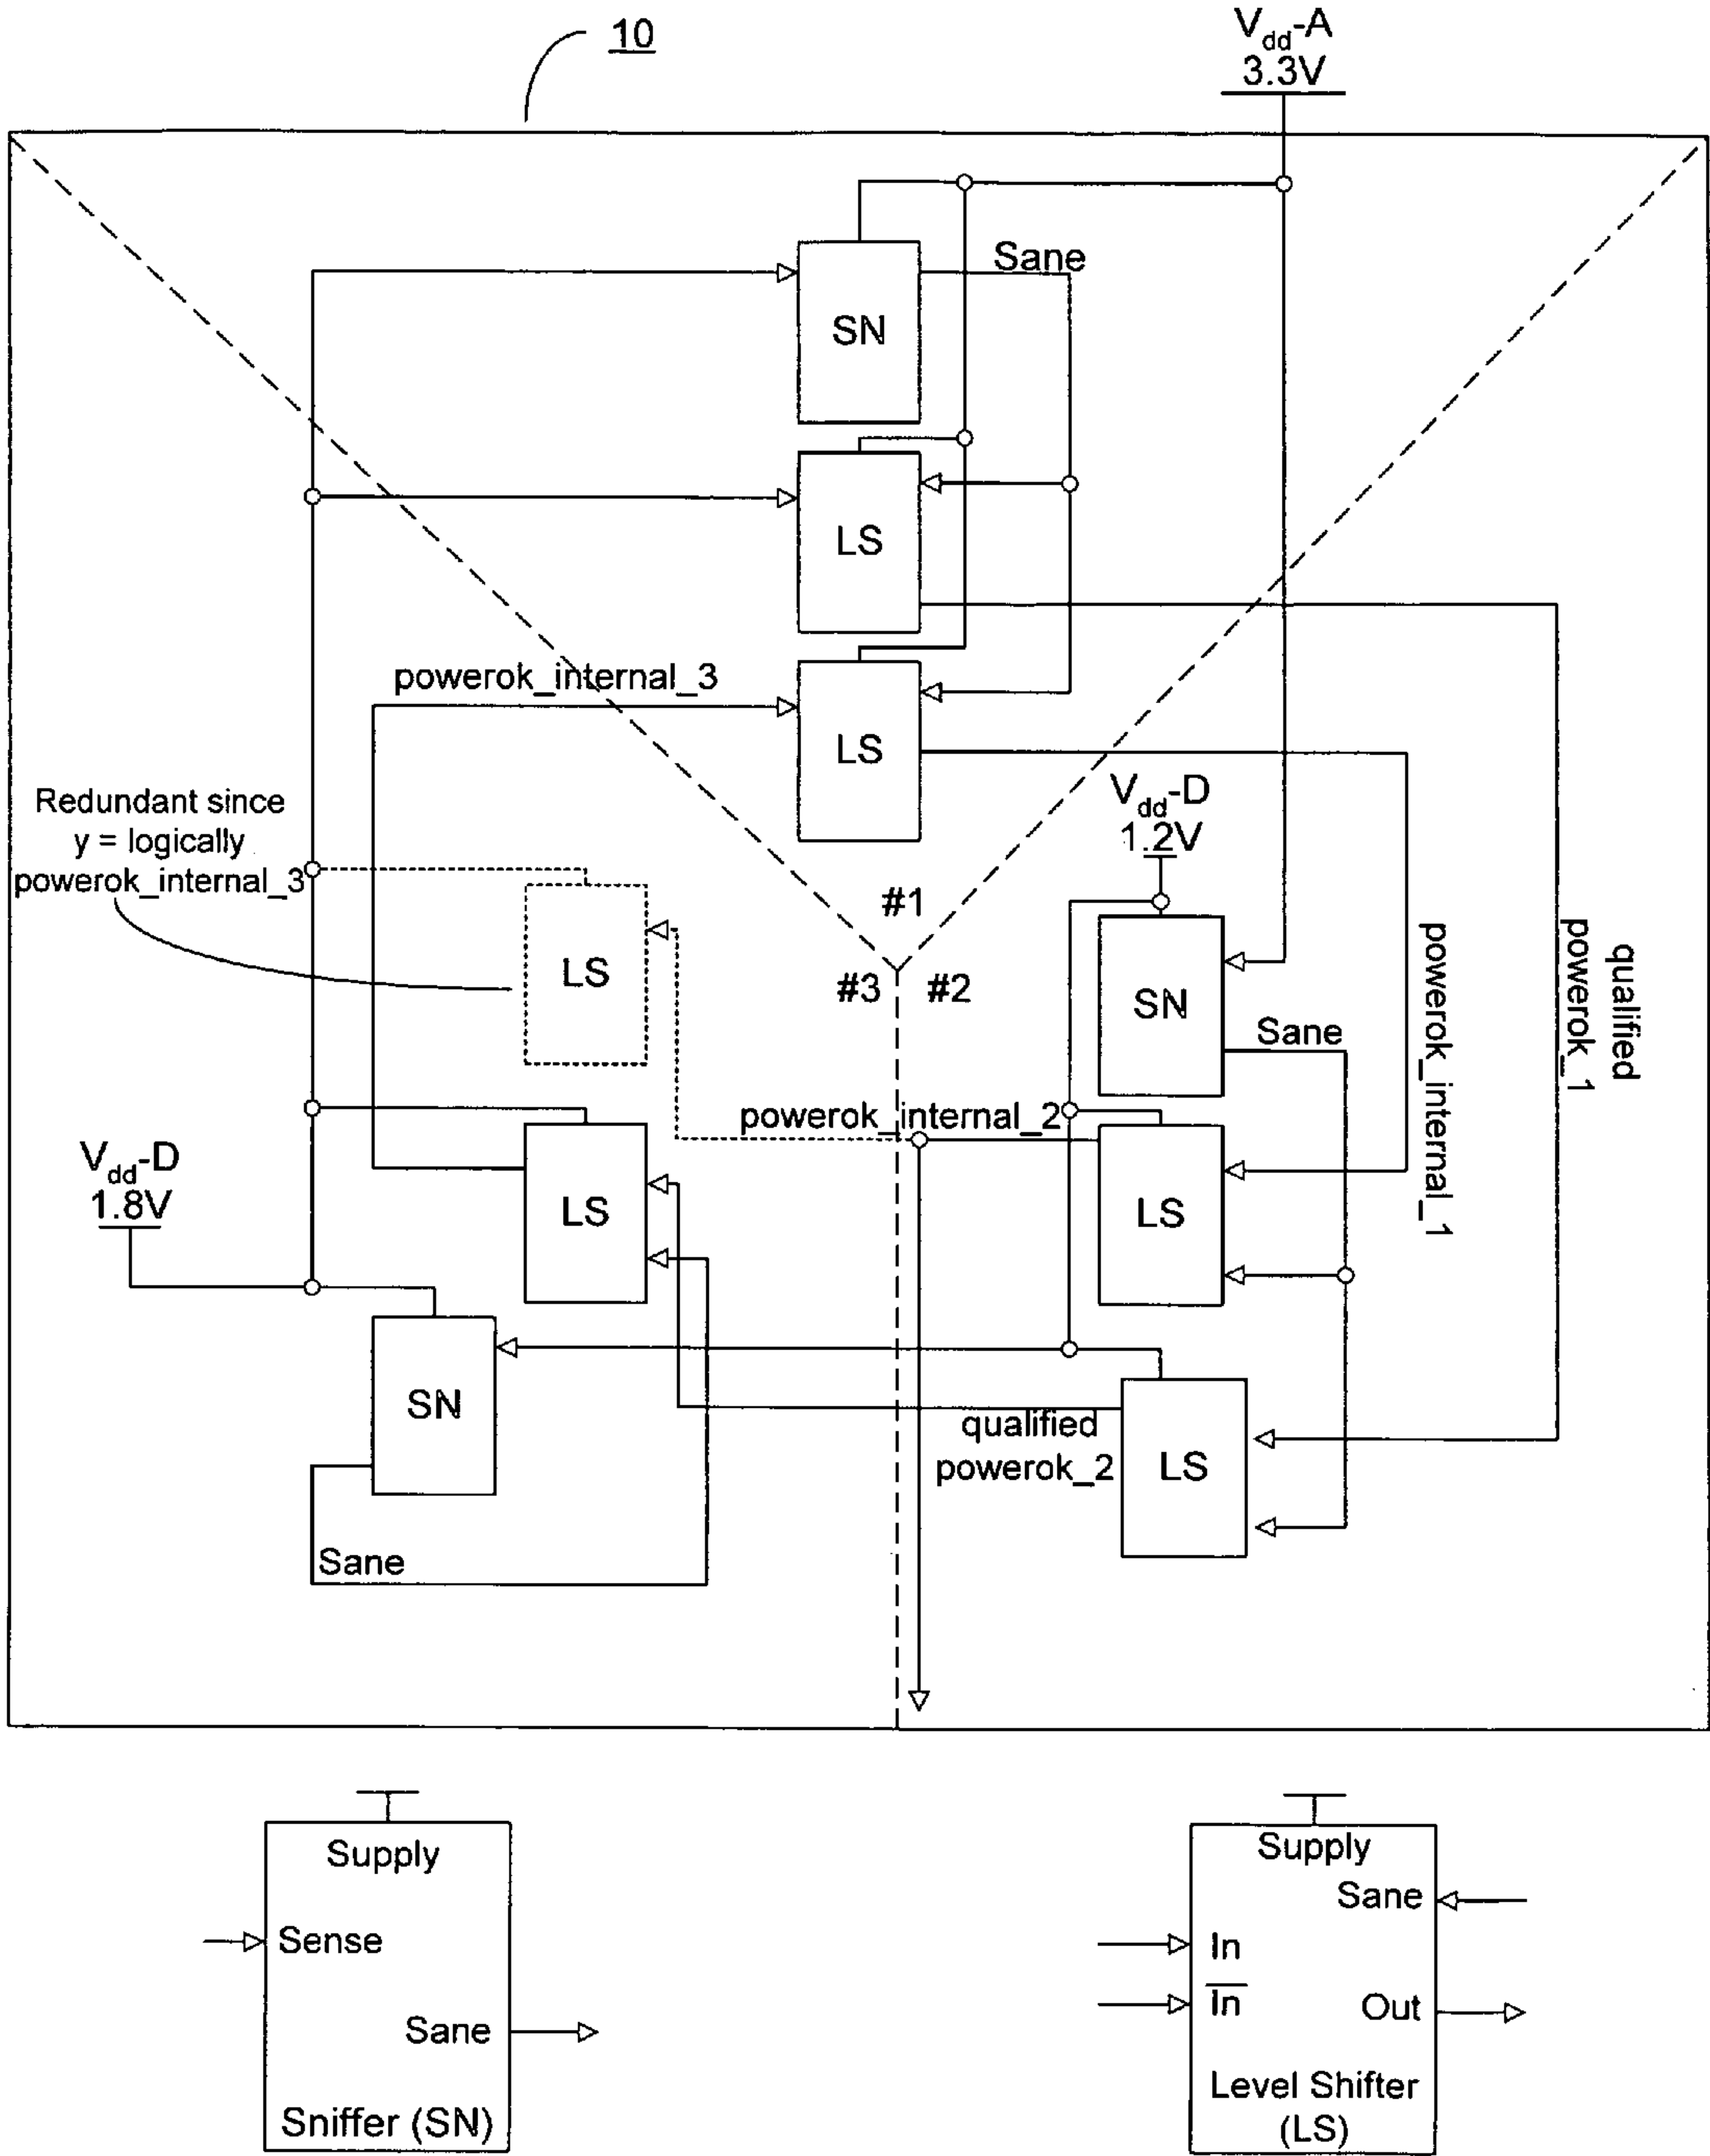 10
Vdd-A
3.3V
Sane
SN
LS
powerok_internal_3
LS
Redundant since
y = logically
powerok_internal_3
Vdd-D
1.2V
#1
#3
#2
LS
SN
Sane
powerok_internal_1
qualified
powerok_1
powerok_internal_2
Vdd-D
1.8V
LS
LS
SN
qualified
powerok_2
LS
Sane
Supply
Sense
Sane
Sniffer (SN)
Supply
Sane
In
In
Out
Level Shifter
(LS)